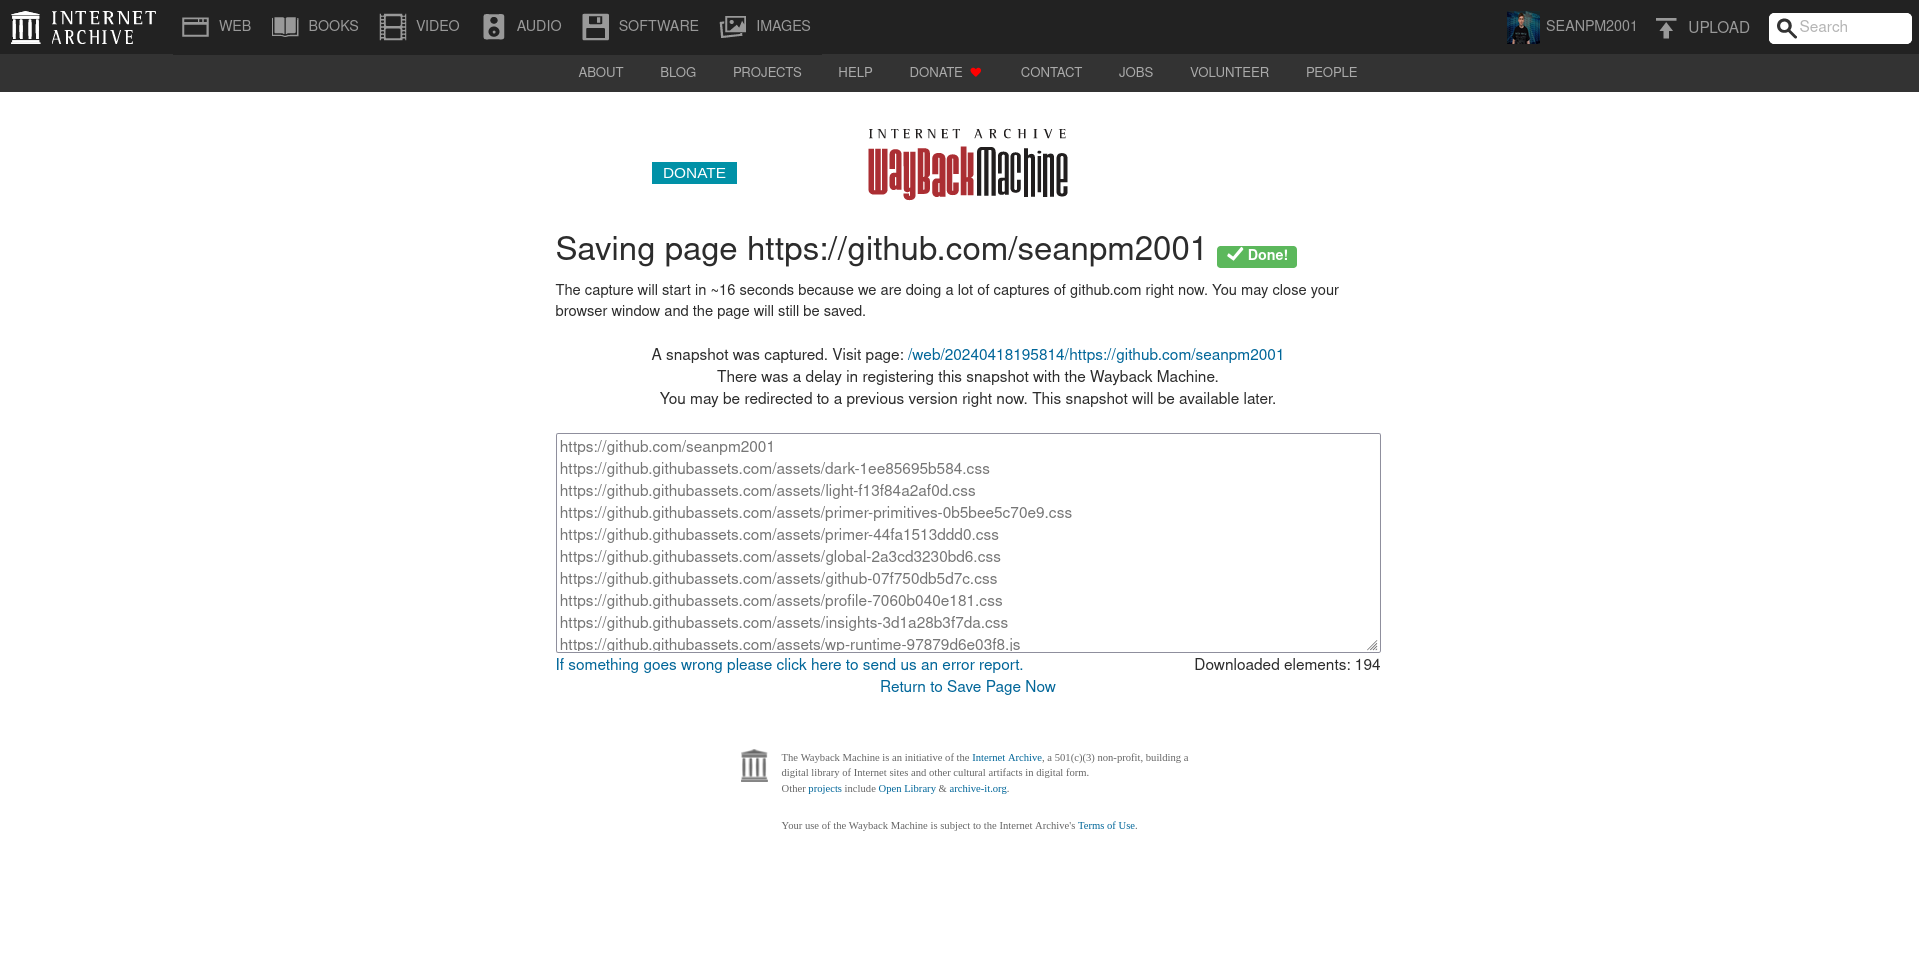 INTERNET ARCHIVE
WEB
BOOKS
VIDEO
AUDIO
SOFTWARE
IMAGES
SEANPM2001
UPLOAD
Search
ABOUT
BLOG
PROJECTS
HELP
DONATE
CONTACT
JOBS
VOLUNTEER
PEOPLE
INTERNET ARCHIVE
WayBackMachine
DONATE
Saving page https://github.com/seanpm2001 Done!
The capture will start in ~16 seconds because we are doing a lot of captures of github.com right now. You may close your
browser window and the page will still be saved.
A snapshot was captured. Visit page: /web/20240418195814/https://github.com/seanpm2001
There was a delay in registering this snapshot with the Wayback Machine.
You may be redirected to a previous version right now. This snapshot will be available later.
https://github.com/seanpm2001
https://github.githubassets.com/assets/dark-1ee85695b584.css
https://github.githubassets.com/assets/light-f13f84a2af0d.css
https://github.githubassets.com/assets/primer-primitives-0b5bee5c70e9.css
https://github.githubassets.com/assets/primer-44fa1513ddd0.css
https://github.githubassets.com/assets/global-2a3cd3230bd6.css
https://github.githubassets.com/assets/github-07f750db5d7c.css
https://github.githubassets.com/assets/profile-7060b040e181.css
https://github.githubassets.com/assets/insights-3d1a28b3f7da.css
https://github.githubassets.com/assets/wp-runtime-97879d6e03f8.js
If something goes wrong please click here to send us an error report.
Downloaded elements: 194
Return to Save Page Now
The Wayback Machine is an initiative of the Internet Archive, a 501(c)(3) non-profit, building a
digital library of Internet sites and other cultural artifacts in digital form.
Other projects include Open Library & archive-it.org.
Your use of the Wayback Machine is subject to the Internet Archive's Terms of Use.